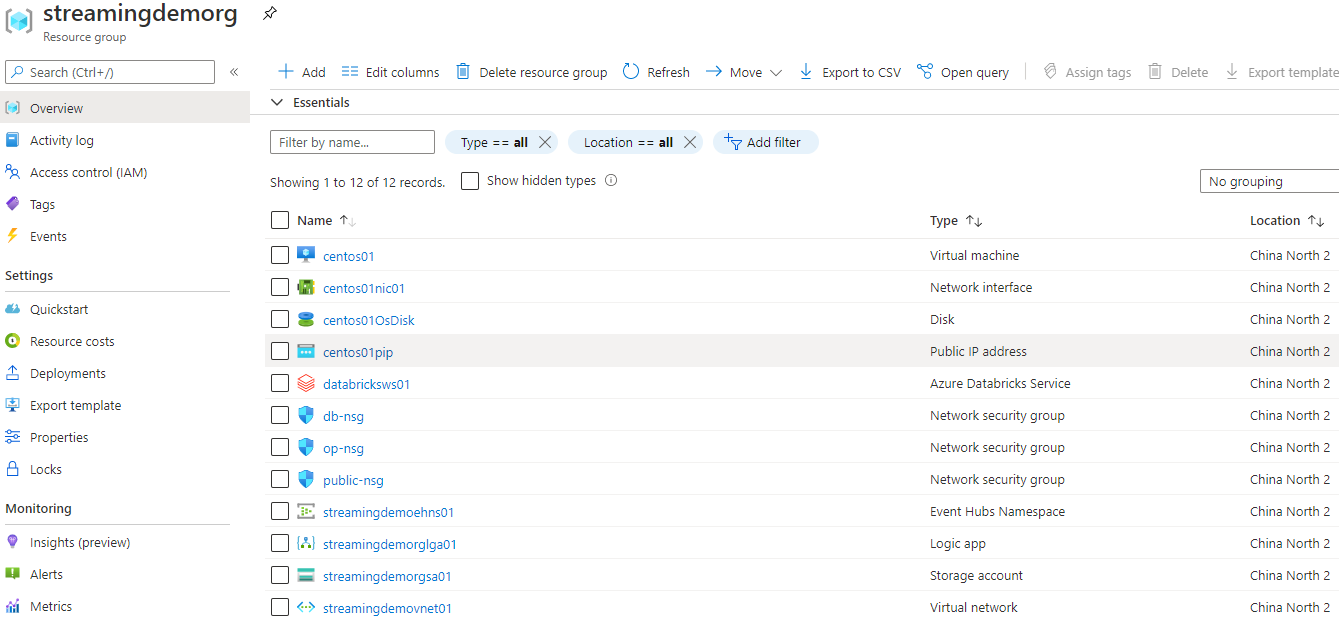 streamingdemorg
Resource group
Search (Ctrl+/)
«
Add
Edit columns
Delete resource group
Refresh
Move
Export to CSV
Open query
Assign tags
Delete
Export template
Overview
Activity log
Access control (IAM)
Tags
Events
Settings
Quickstart
Resource costs
Deployments
Export template
Properties
Locks
Monitoring
Insights (preview)
Alerts
Metrics
Essentials
Filter by name...
Type == all
Location == all
Add filter
Showing 1 to 12 of 12 records.
Show hidden types
No grouping
Name ↑↓ Type ↑↓ Location ↑↓
centos01 Virtual machine China North 2
centos01nic01 Network interface China North 2
centos01OsDisk Disk China North 2
centos01pip Public IP address China North 2
databricksws01 Azure Databricks Service China North 2
db-nsg Network security group China North 2
op-nsg Network security group China North 2
public-nsg Network security group China North 2
streamingdemoehns01 Event Hubs Namespace China North 2
streamingdemorglga01 Logic app China North 2
streamingdemorgsa01 Storage account China North 2
streamingdemovnet01 Virtual network China North 2